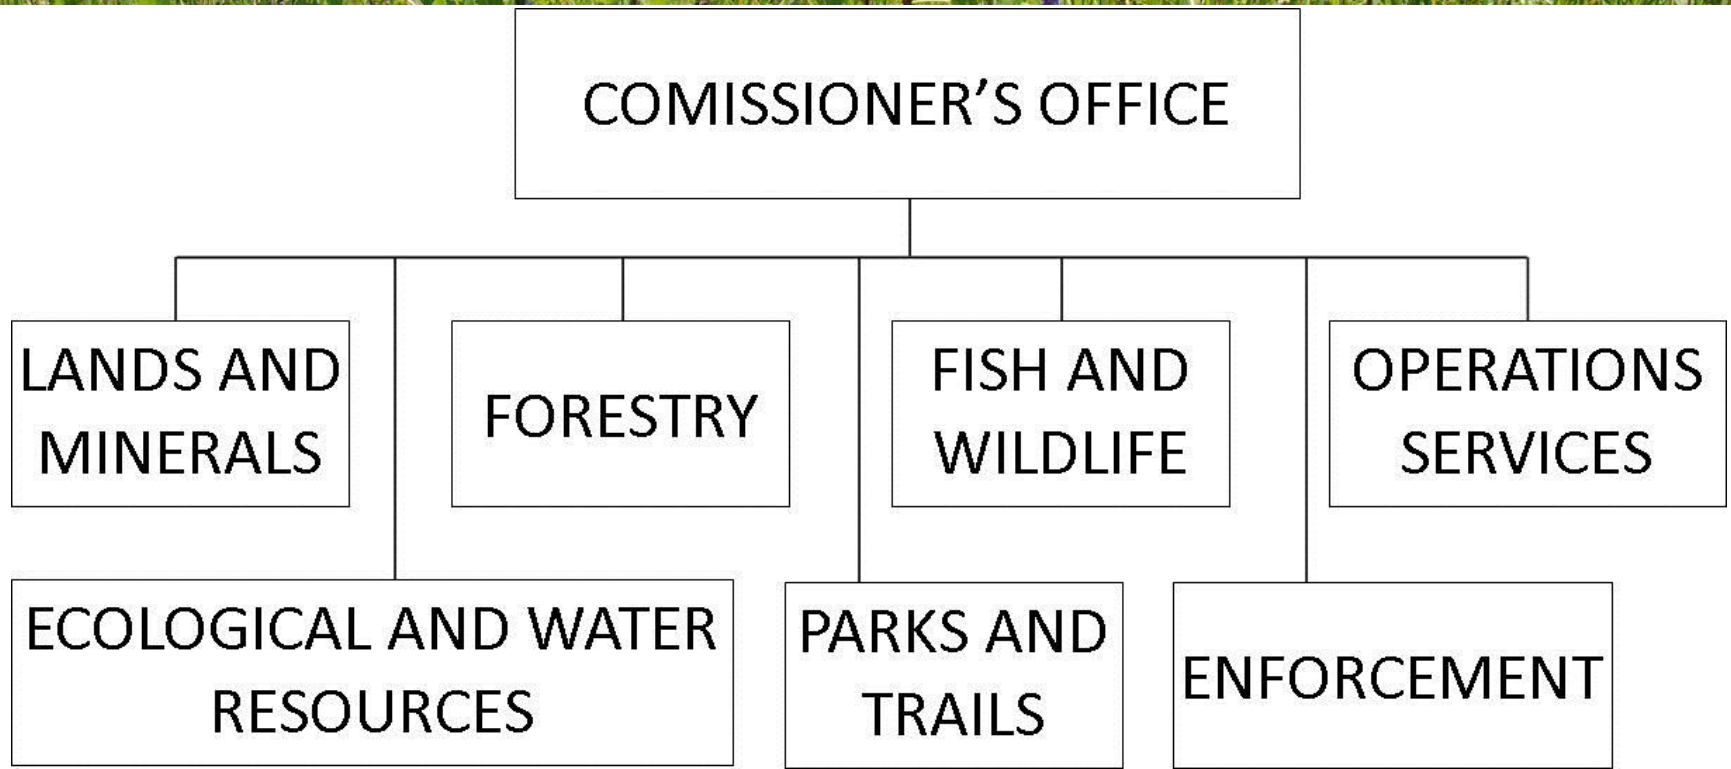 COMISSIONER’S OFFICE
LANDS AND
MINERALS
FORESTRY
FISH AND
WILDLIFE
OPERATIONS
SERVICES
ECOLOGICAL AND WATER
RESOURCES
PARKS AND
TRAILS
ENFORCEMENT